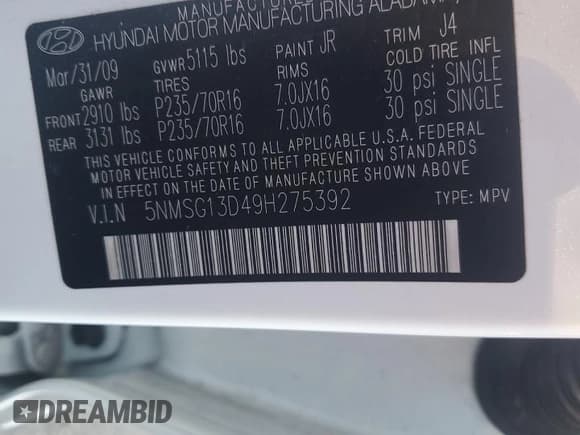 MANUFACTURED
HYUNDAI MOTOR MANUFACTURING ALABAMA
Mar/31/09 GVWR 5115 lbs PAINT JR TRIM J4
GAWR TIRES RIMS COLD TIRE INFL
FRONT 2910 lbs P235/70R16 7.0JX16 30 psi SINGLE
REAR 3131 lbs P235/70R16 7.0JX16 30 psi SINGLE
THIS VEHICLE CONFORMS TO ALL APPLICABLE U.S.A. FEDERAL
MOTOR VEHICLE SAFETY AND THEFT PREVENTION STANDARDS
IN EFFECT ON THE DATE OF MANUFACTURE SHOWN ABOVE
V.I.N 5NMSG13D49H275392 TYPE: MPV
DREAMBID